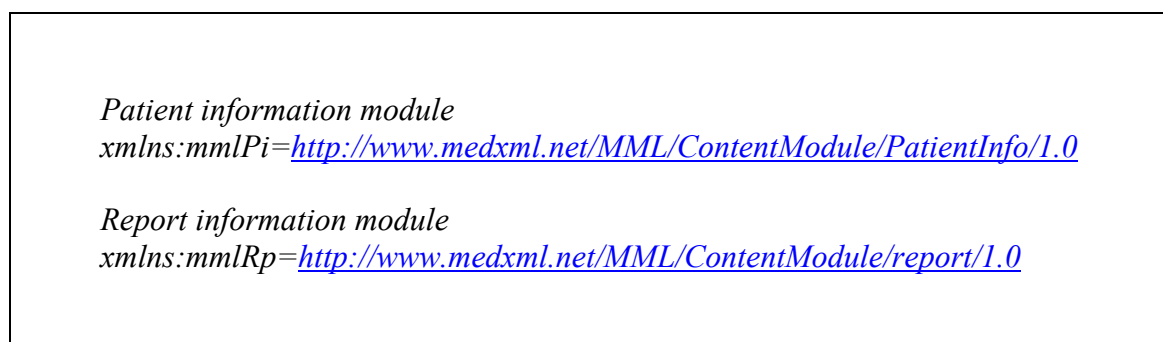 Patient information module
xmlns:mmlPi=http://www.medxml.net/MML/ContentModule/PatientInfo/1.0
Report information module
xmlns:mmlRp=http://www.medxml.net/MML/ContentModule/report/1.0